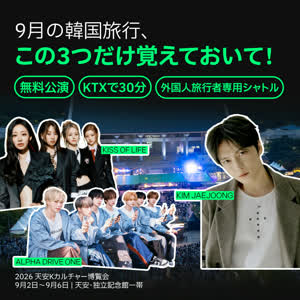 9月の韓国旅行、
この3つだけ覚えておいて!
無料公演
KTXで30分
外国人旅行者専用シャトル
KISS OF LIFE
KIM JAEJOONG
ALPHA DRIVE ONE
2026 天安Kカルチャー博覧会
9月2日〜9月6日 | 天安・独立記念館一帯